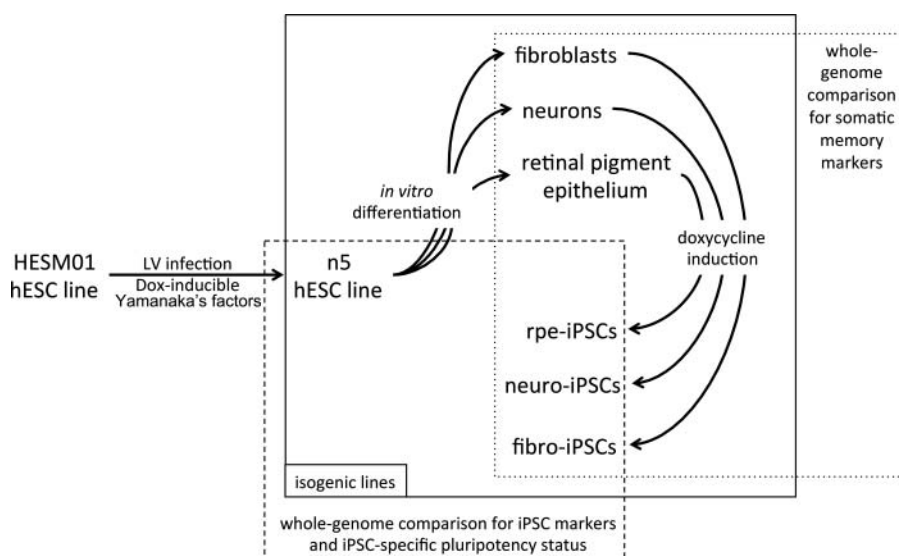 fibroblasts
neurons
retinal pigment
epithelium
whole-
genome
comparison
for somatic
memory
markers
in vitro
differentiation
doxycycline
induction
HESM01
hESC line
LV infection
Dox-inducible
Yamanaka's factors
n5
hESC line
rpe-iPSCs
neuro-iPSCs
fibro-iPSCs
isogenic lines
whole-genome comparison for iPSC markers
and iPSC-specific pluripotency status